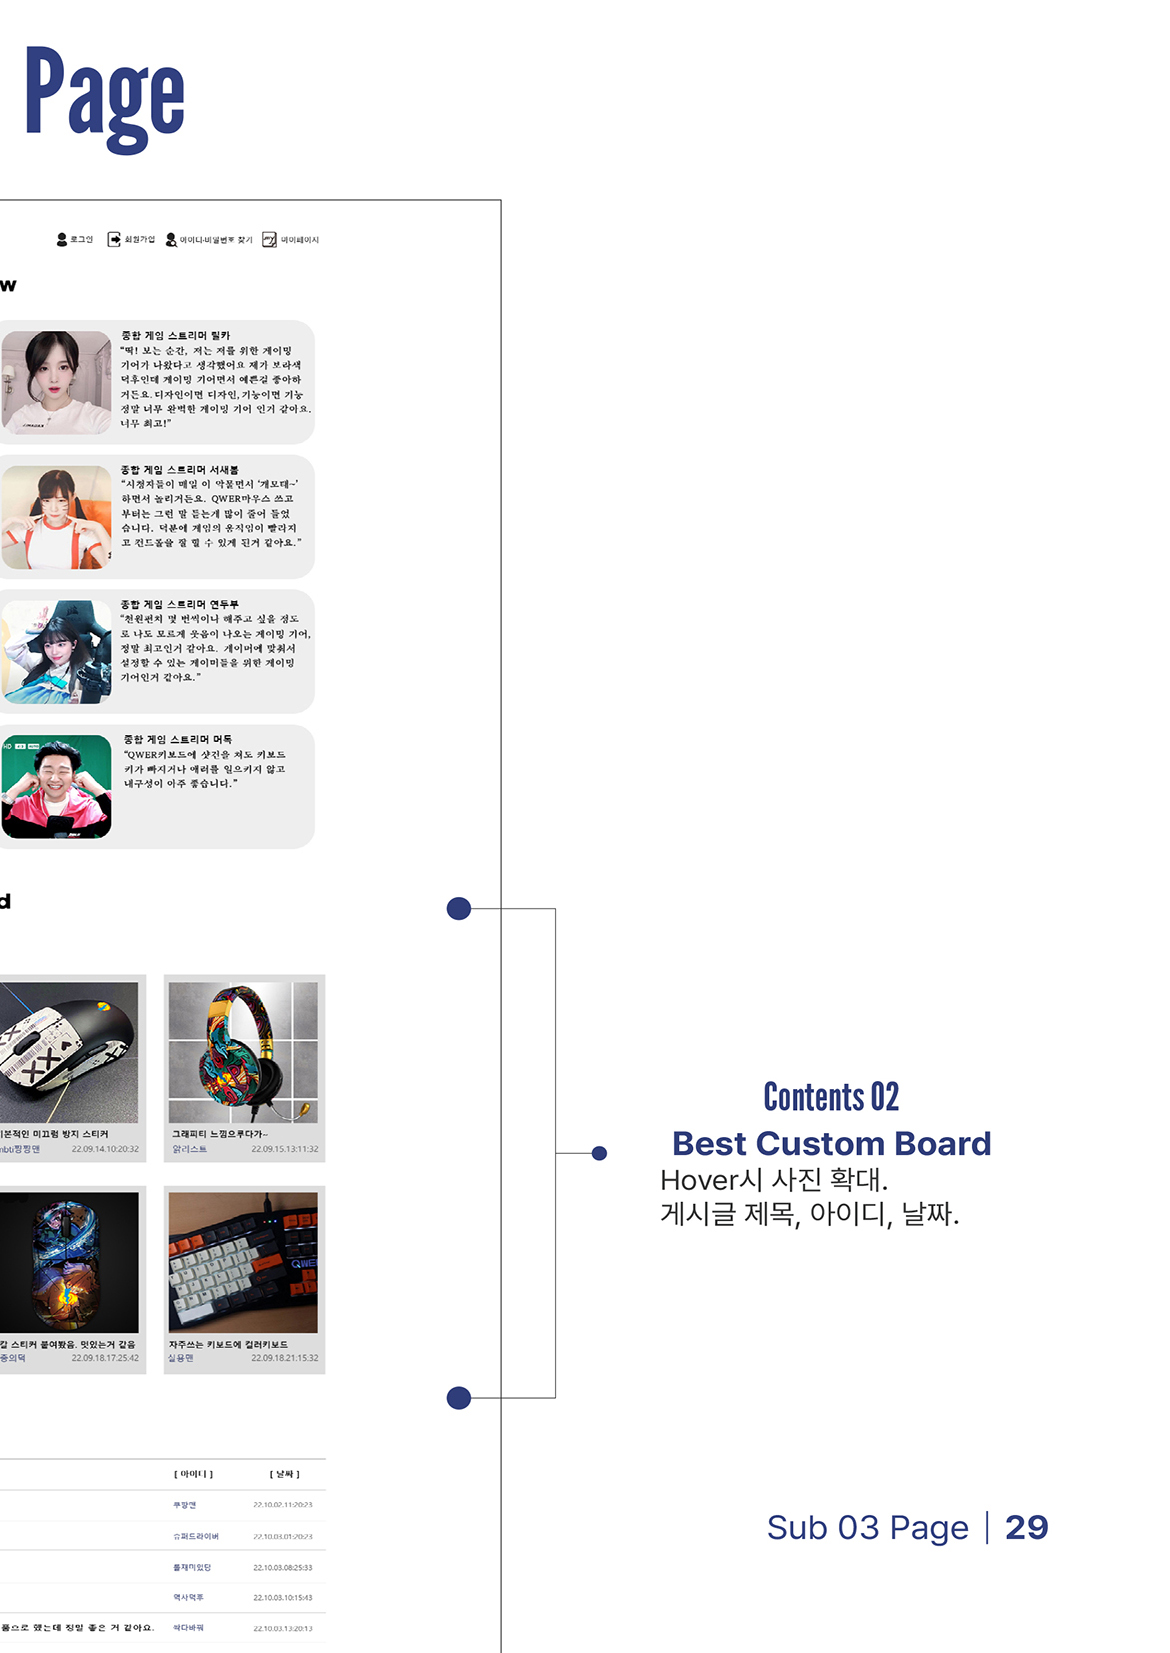 Page
로그인 회원가입 아이디·비밀번호 찾기 my 마이페이지
w
종합 게임 스트리머 릴카
“딱! 보는 순간, 저는 저를 위한 게이밍
기어가 나왔다고 생각했어요 제가 보라색
덕후인데 게이밍 기어면서 예쁜걸 좋아하
거든요. 디자인이면 디자인, 기능이면 기능
정말 너무 완벽한 게이밍 기어 인거 같아요.
너무 최고!”
종합 게임 스트리머 서새봄
“시청자들이 매일 이 악물면서 ‘개모태~’
하면서 놀리거든요. QWER마우스 쓰고
부터는 그런 말 듣는게 많이 줄어 들었
습니다. 덕분에 게임의 움직임이 빨라지
고 컨드롤을 잘 할 수 있게 된거 같아요.”
종합 게임 스트리머 연두부
“천원펀치 몇 번씩이나 해주고 싶을 정도
로 나도 모르게 웃음이 나오는 게이밍 기어,
정말 최고인거 같아요. 게이머에 맞춰서
설정할 수 있는 게이머들을 위한 게이밍
기어인거 같아요.”
종합 게임 스트리머 머독
“QWER키보드에 샷건을 쳐도 키보드
키가 빠지거나 에러를 일으키지 않고
내구성이 아주 좋습니다.”
d
기본적인 미끄럼 방지 스티커
mbti찡찡맨 22.09.14.10:20:32
그래피티 느낌으루다가~
앍리스트 22.09.15.13:11:32
칼 스티커 붙여봤음. 멋있는거 같음
중의덕 22.09.18.17:25:42
QWE
자주쓰는 키보드에 컬러키보드
실용맨 22.09.18.21:15:32
Contents 02
Best Custom Board
Hover시 사진 확대.
게시글 제목, 아이디, 날짜.
[ 아이디 ] [ 날짜 ]
쿠팡맨 22.10.02.11:20:23
슈퍼드라이버 22.10.03.01:20:23
롤재미있당 22.10.03.08:25:33
역사덕후 22.10.03.10:15:43
품으로 했는데 정말 좋은 거 같아요. 싹다바꿔 22.10.03.13:20:13
Sub 03 Page | 29